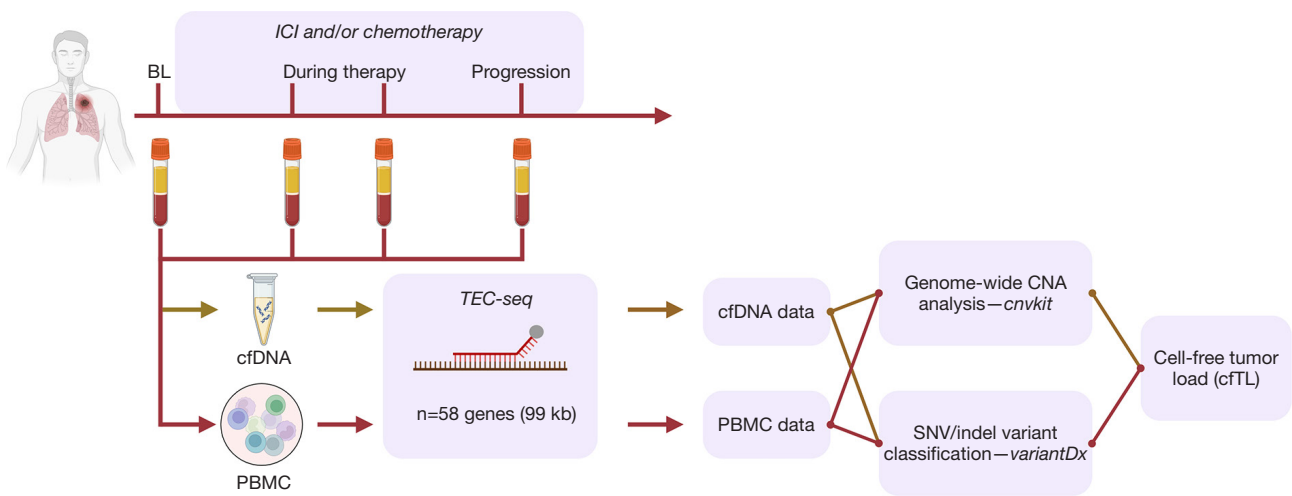 ICI and/or chemotherapy
BL
During therapy
Progression
cfDNA
PBMC
TEC-seq
n=58 genes (99 kb)
cfDNA data
PBMC data
Genome-wide CNA
analysis—cnvkit
SNV/indel variant
classification—variantDx
Cell-free tumor
load (cfTL)